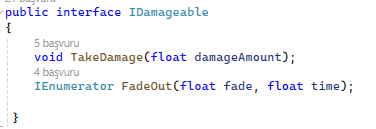 public interface IDamageable
{
5 başvuru
void TakeDamage(float damageAmount);
4 başvuru
IEnumerator FadeOut(float fade, float time);
}